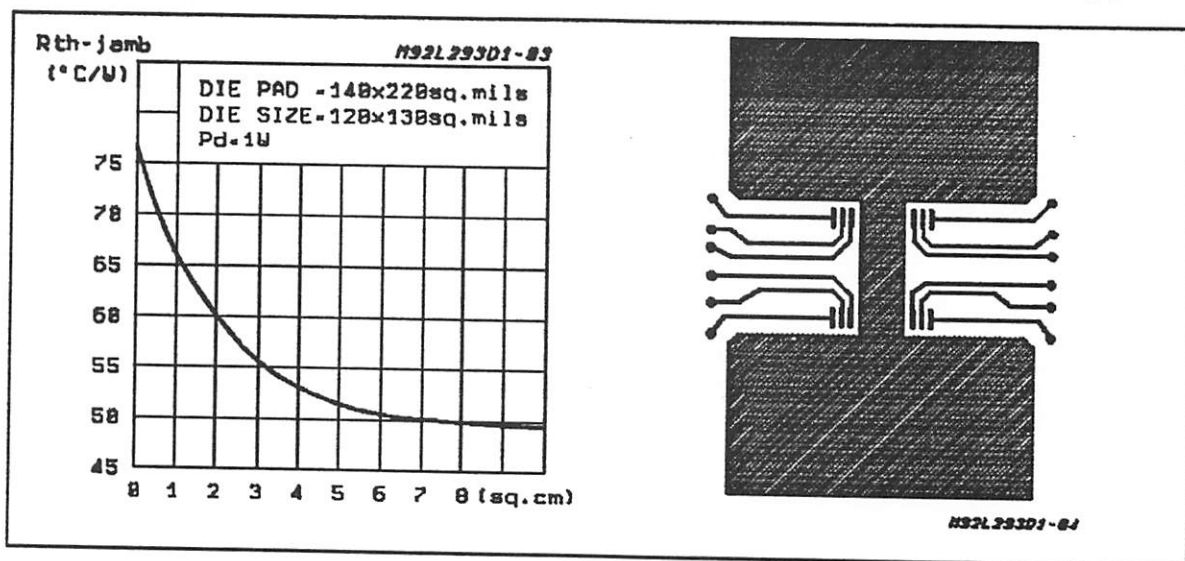 Rth-jamb
(°C/W)
M92L293D1-03
DIE PAD =140x220sq.mils
DIE SIZE=120x130sq.mils
Pd=1W
75
70
65
60
55
50
45
0 1 2 3 4 5 6 7 8 (sq.cm)
M92L293D1-04